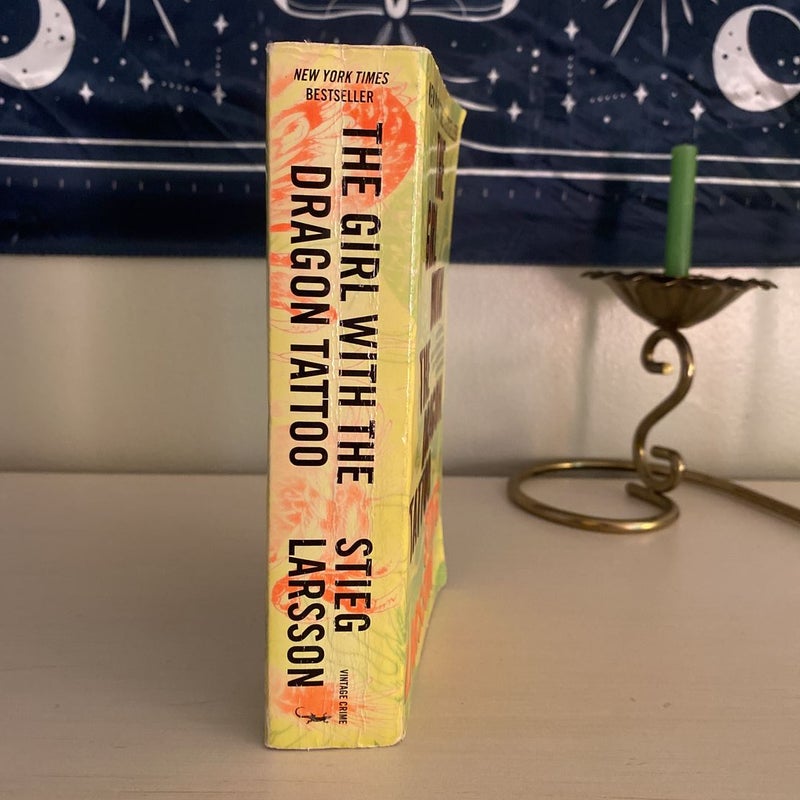 NEW YORK TIMES
BESTSELLER
THE GIRL WITH THE
DRAGON TATTOO
STIEG
LARSSON
VINTAGE CRIME